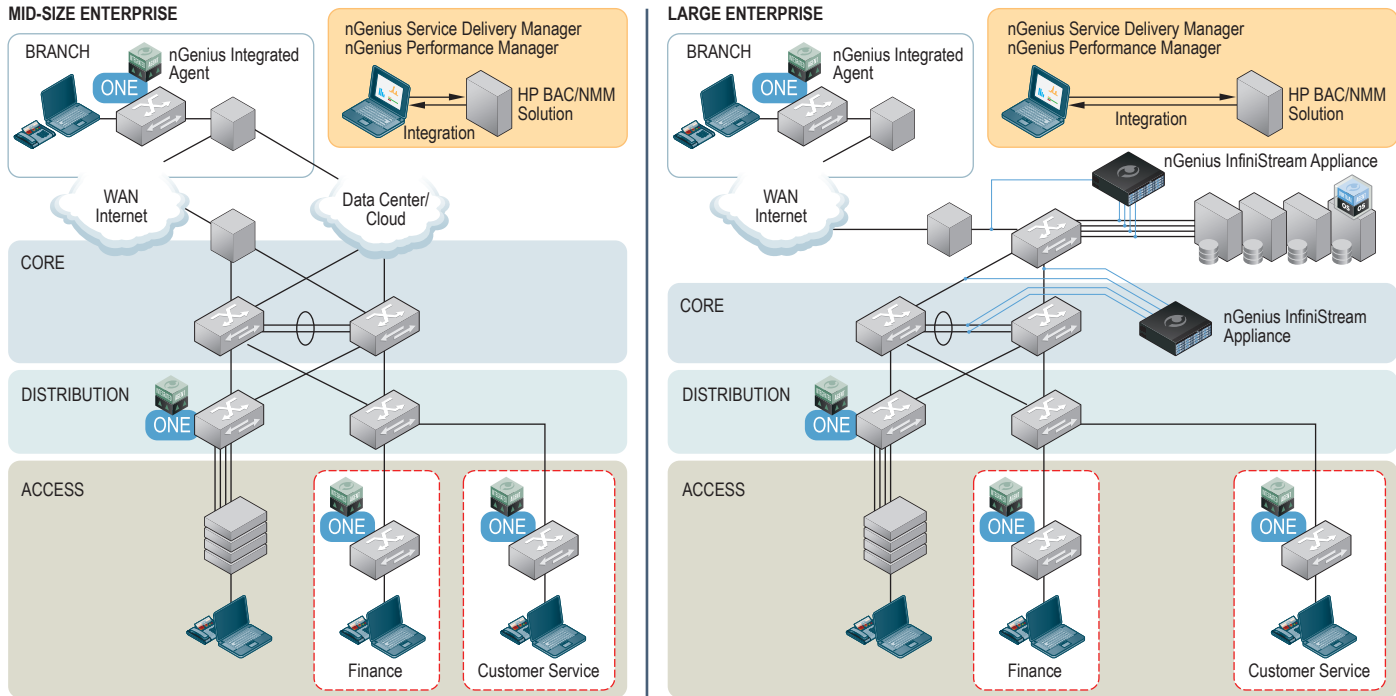 MID-SIZE ENTERPRISE
BRANCH
nGenius Integrated
Agent
ONE
nGenius Service Delivery Manager
nGenius Performance Manager
HP BAC/NMM
Solution
Integration
WAN
Internet
Data Center/
Cloud
CORE
DISTRIBUTION
ONE
ACCESS
ONE
Finance
ONE
Customer Service
LARGE ENTERPRISE
BRANCH
nGenius Integrated
Agent
ONE
nGenius Service Delivery Manager
nGenius Performance Manager
HP BAC/NMM
Solution
Integration
nGenius InfiniStream Appliance
WAN
Internet
OS
OS
CORE
nGenius InfiniStream
Appliance
DISTRIBUTION
ONE
ACCESS
ONE
Finance
ONE
Customer Service